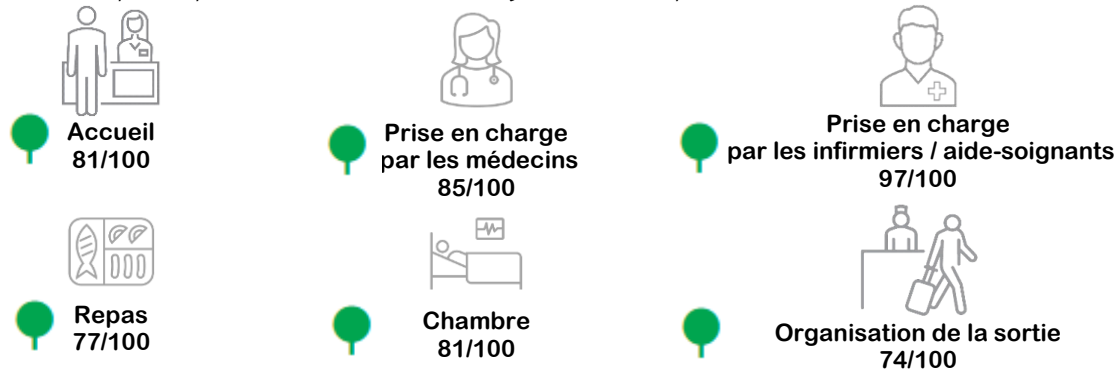 Accueil
81/100
Prise en charge
par les médecins
85/100
Prise en charge
par les infirmiers / aide-soignants
97/100
Repas
77/100
Chambre
81/100
Organisation de la sortie
74/100